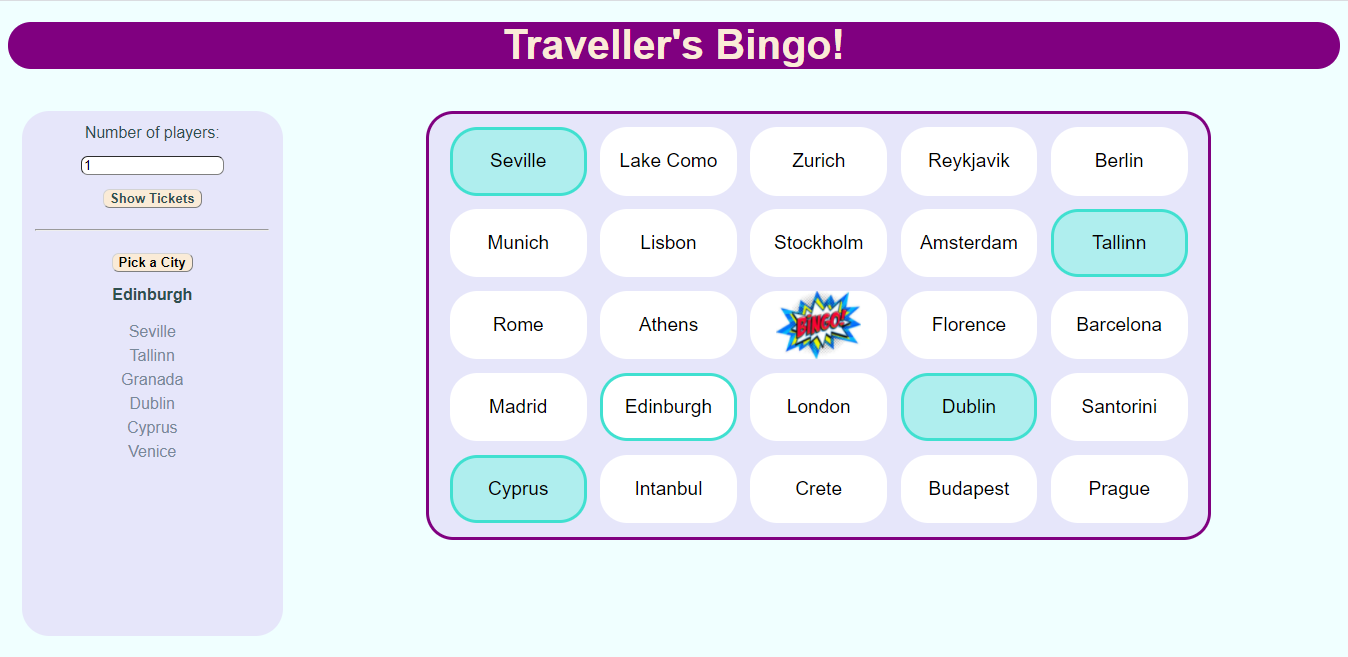 Traveller's Bingo!
Number of players:
1
Show Tickets
Pick a City
Edinburgh
Seville
Tallinn
Granada
Dublin
Cyprus
Venice
Seville Lake Como Zurich Reykjavik Berlin
Munich Lisbon Stockholm Amsterdam Tallinn
Rome Athens BINGO! Florence Barcelona
Madrid Edinburgh London Dublin Santorini
Cyprus Intanbul Crete Budapest Prague